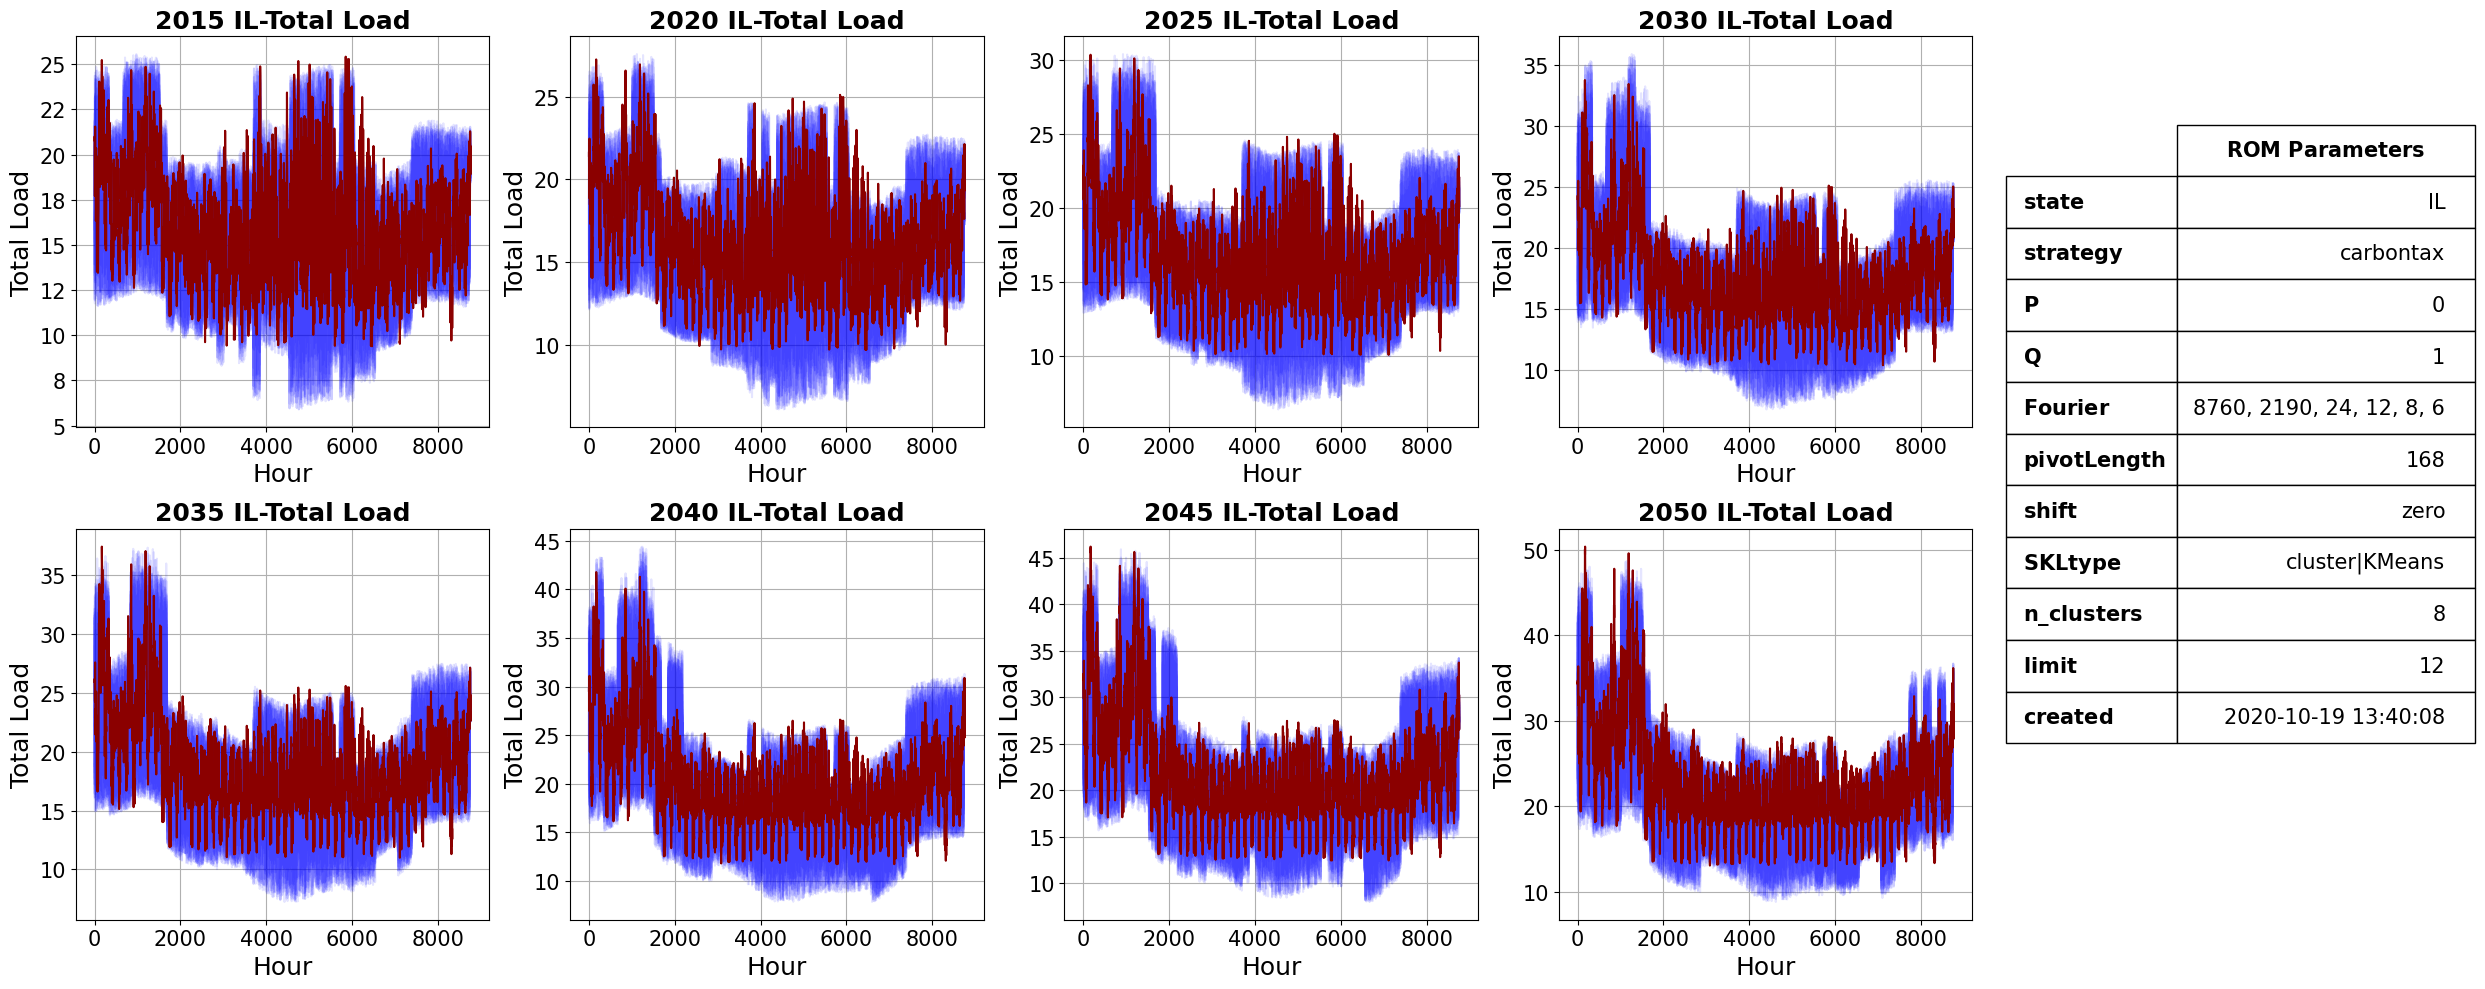 2015 IL-Total Load
2020 IL-Total Load
2025 IL-Total Load
2030 IL-Total Load
Total Load
25
22
20
18
15
12
10
8
5
0 2000 4000 6000 8000
Hour
Total Load
25
20
15
10
0 2000 4000 6000 8000
Hour
Total Load
30
25
20
15
10
0 2000 4000 6000 8000
Hour
Total Load
35
30
25
20
15
10
0 2000 4000 6000 8000
Hour
2035 IL-Total Load
2040 IL-Total Load
2045 IL-Total Load
2050 IL-Total Load
Total Load
35
30
25
20
15
10
0 2000 4000 6000 8000
Hour
Total Load
45
40
35
30
25
20
15
10
0 2000 4000 6000 8000
Hour
Total Load
45
40
35
30
25
20
15
10
0 2000 4000 6000 8000
Hour
Total Load
50
40
30
20
10
0 2000 4000 6000 8000
Hour
ROM Parameters
state IL
strategy carbontax
P 0
Q 1
Fourier 8760, 2190, 24, 12, 8, 6
pivotLength 168
shift zero
SKLtype cluster|KMeans
n_clusters 8
limit 12
created 2020-10-19 13:40:08